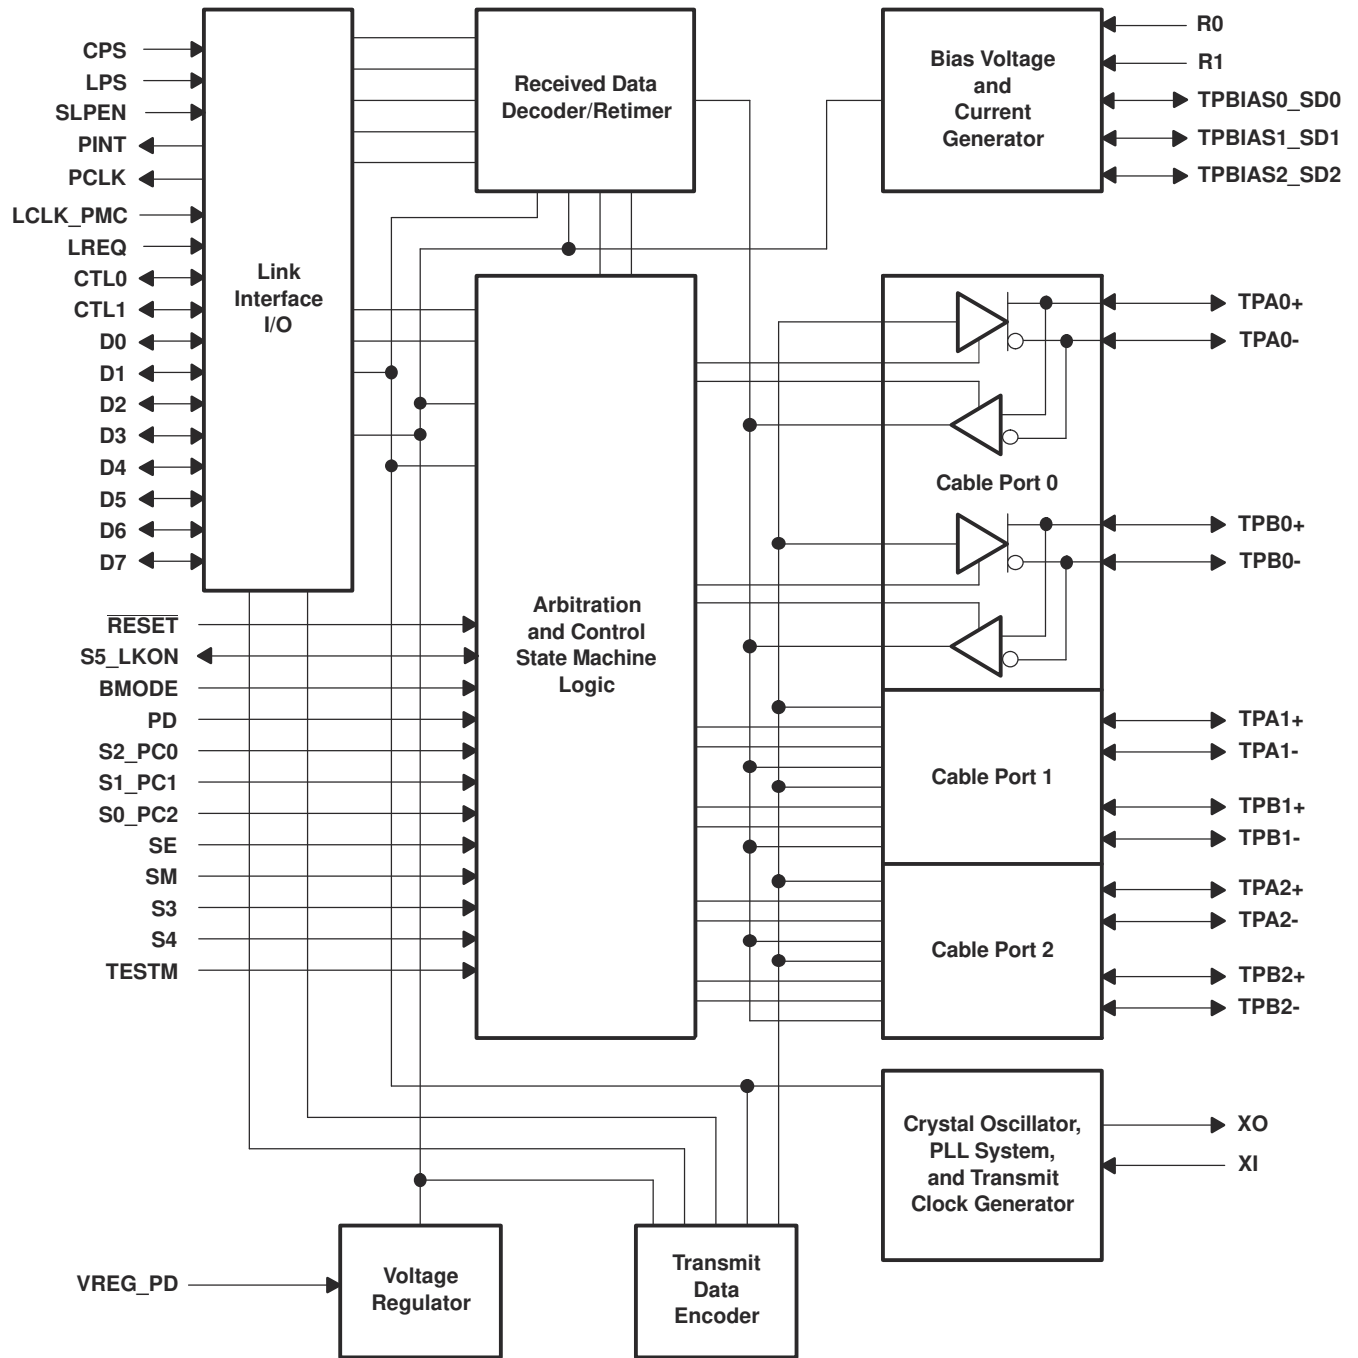 CPS
LPS
SLPEN
PINT
PCLK
LCLK_PMC
LREQ
CTL0
CTL1
D0
D1
D2
D3
D4
D5
D6
D7
Link
Interface
I/O
Received Data
Decoder/Retimer
Bias Voltage
and
Current
Generator
R0
R1
TPBIAS0_SD0
TPBIAS1_SD1
TPBIAS2_SD2
RESET
S5_LKON
BMODE
PD
S2_PC0
S1_PC1
S0_PC2
SE
SM
S3
S4
TESTM
Arbitration
and Control
State Machine
Logic
Cable Port 0
TPA0+
TPA0-
TPB0+
TPB0-
Cable Port 1
TPA1+
TPA1-
TPB1+
TPB1-
Cable Port 2
TPA2+
TPA2-
TPB2+
TPB2-
Crystal Oscillator,
PLL System,
and Transmit
Clock Generator
XO
XI
VREG_PD
Voltage
Regulator
Transmit
Data
Encoder